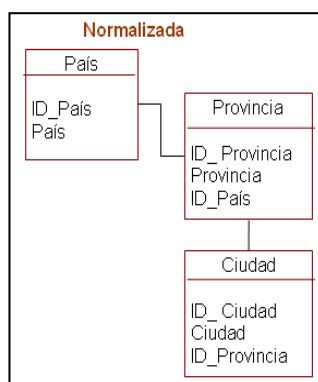 Normalizada
País
ID_País
País
Provincia
ID_ Provincia
Provincia
ID_País
Ciudad
ID_ Ciudad
Ciudad
ID_Provincia